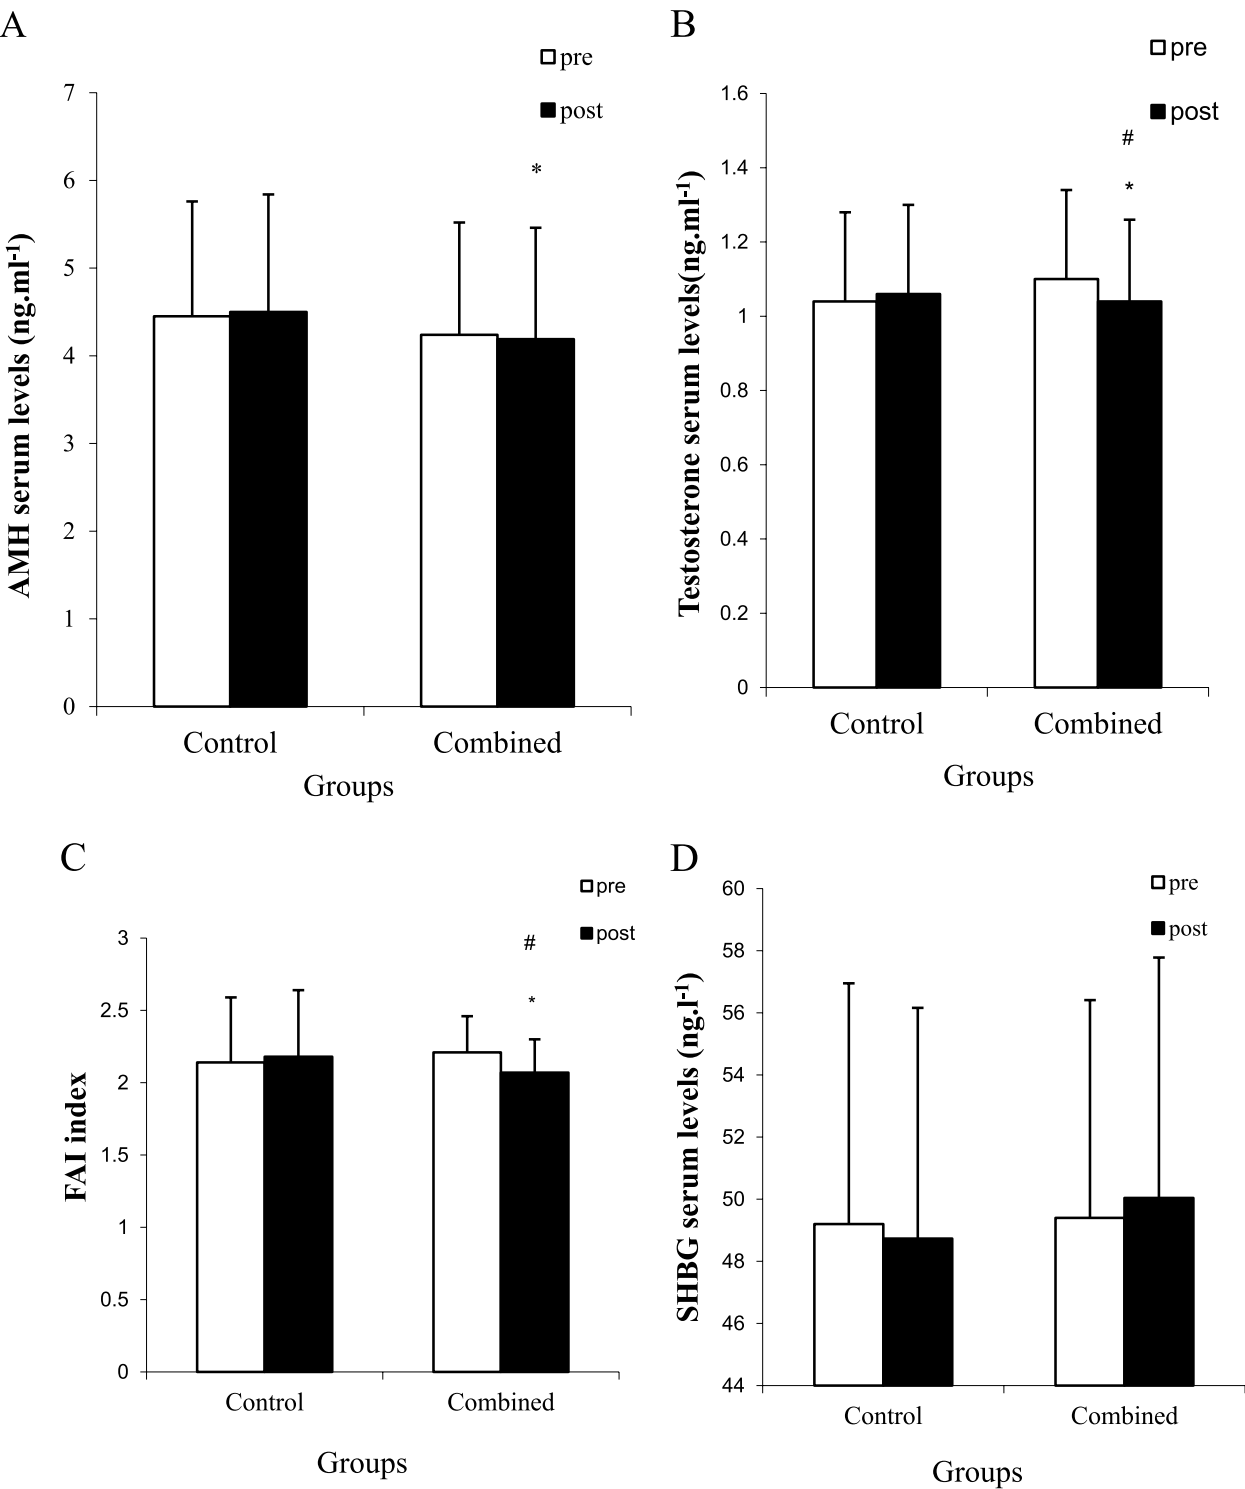 A
pre
post
7
6
5
4
3
2
1
0
*
AMH serum levels (ng.ml-1)
Control Combined
Groups
B
pre
post
1.6
1.4
1.2
1
0.8
0.6
0.4
0.2
0
#
*
Testosterone serum levels(ng.ml-1)
Control Combined
Groups
C
pre
post
3
2.5
2
1.5
1
0.5
0
#
*
FAI index
Control Combined
Groups
D
pre
post
60
58
56
54
52
50
48
46
44
SHBG serum levels (ng.l-1)
Control Combined
Groups